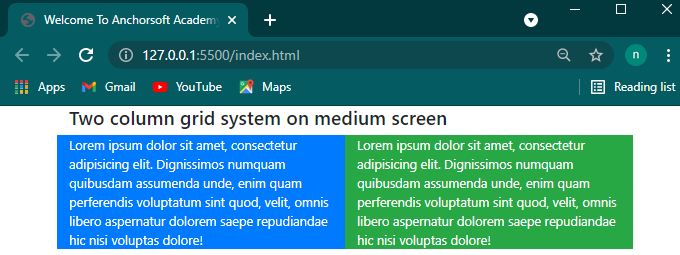 Welcome To Anchorsoft Academy
127.0.0.1:5500/index.html
n
Apps Gmail YouTube Maps Reading list
Two column grid system on medium screen
Lorem ipsum dolor sit amet, consectetur
adipisicing elit. Dignissimos numquam
quibusdam assumenda unde, enim quam
perferendis voluptatum sint quod, velit, omnis
libero aspernatur dolorem saepe repudiandae
hic nisi voluptas dolore!
Lorem ipsum dolor sit amet, consectetur
adipisicing elit. Dignissimos numquam
quibusdam assumenda unde, enim quam
perferendis voluptatum sint quod, velit, omnis
libero aspernatur dolorem saepe repudiandae
hic nisi voluptas dolore!